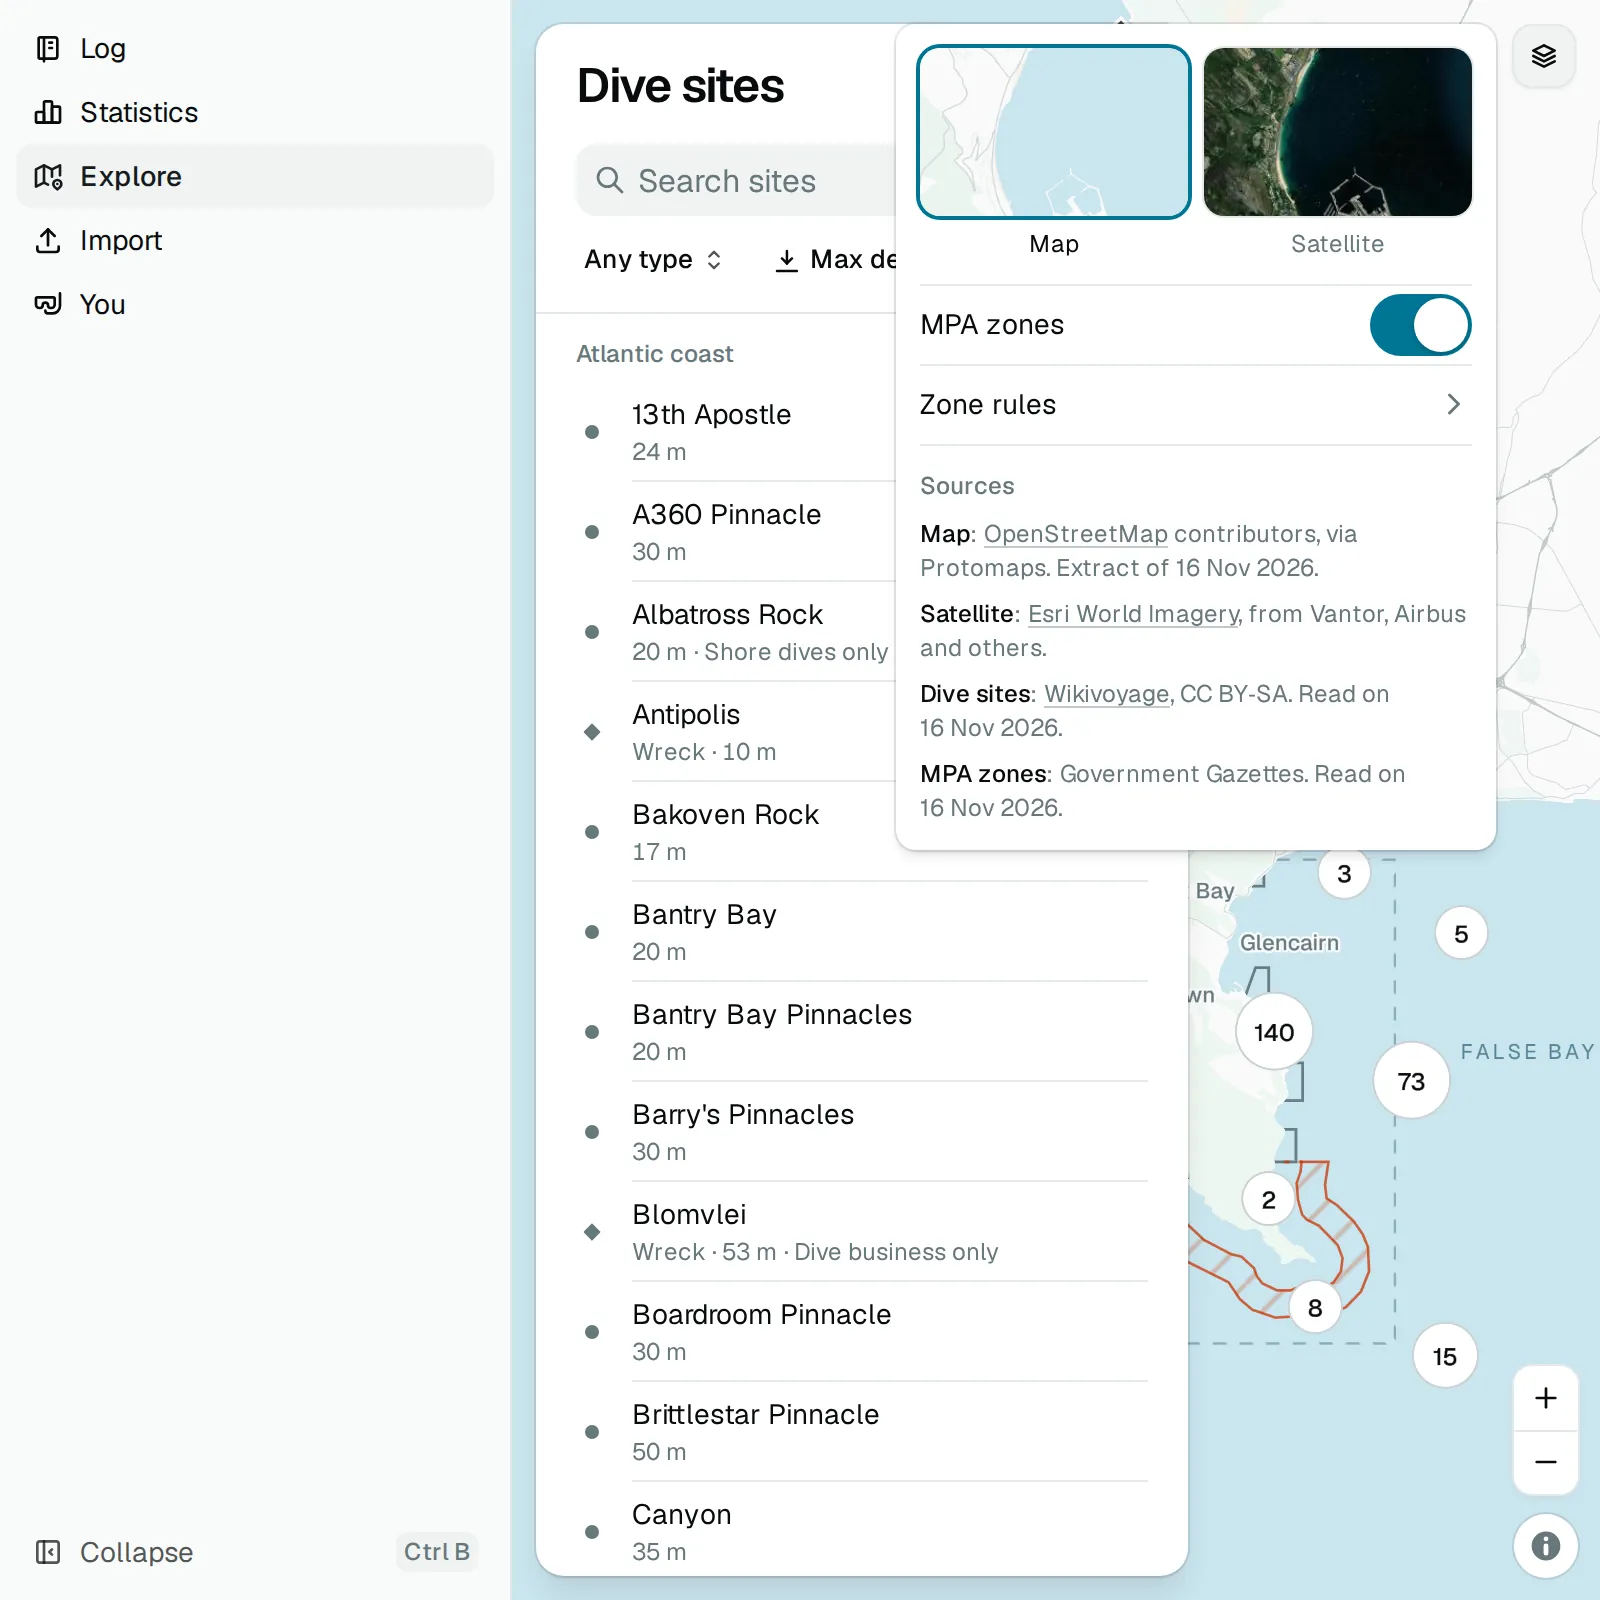 Log
Statistics
Explore
Import
You
Collapse
Ctrl B
Dive sites
Search sites
Any type
Max de
Atlantic coast
13th Apostle
24 m
A360 Pinnacle
30 m
Albatross Rock
20 m · Shore dives only
Antipolis
Wreck · 10 m
Bakoven Rock
17 m
Bantry Bay
20 m
Bantry Bay Pinnacles
20 m
Barry's Pinnacles
30 m
Blomvlei
Wreck · 53 m · Dive business only
Boardroom Pinnacle
30 m
Brittlestar Pinnacle
50 m
Canyon
35 m
Map
Satellite
MPA zones
Zone rules
Sources
Map: OpenStreetMap contributors, via
Protomaps. Extract of 16 Nov 2026.
Satellite: Esri World Imagery, from Vantor, Airbus
and others.
Dive sites: Wikivoyage, CC BY-SA. Read on
16 Nov 2026.
MPA zones: Government Gazettes. Read on
16 Nov 2026.
3
Bay
5
Glencairn
wn
140
FALSE BAY
73
2
8
15